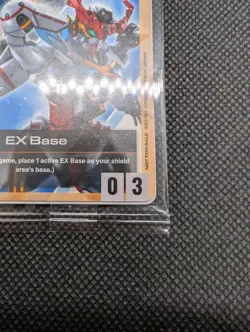 EX Base
game, place 1 active EX Base as your shield
area's base.)
0 3
NOT FOR SALE